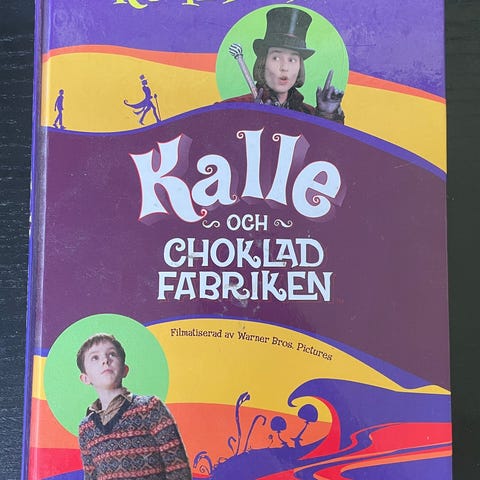 Kalle
OCH
CHOKLAD
FABRIKEN
Filmatiserad av Warner Bros. Pictures